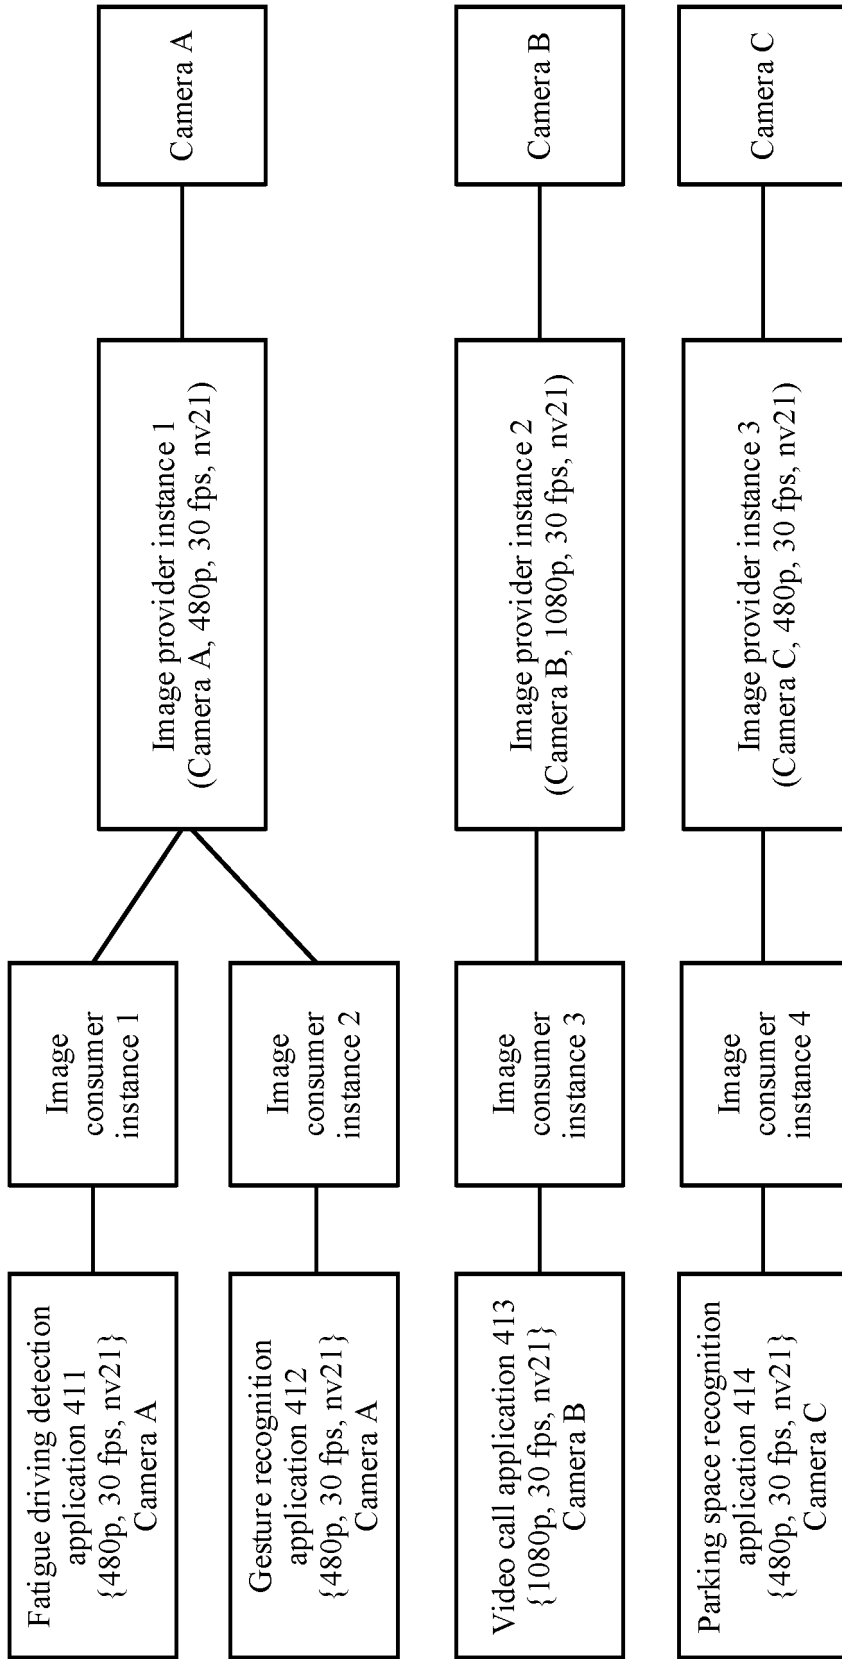 Fatigue driving detection
application 411
{480p, 30 fps, nv21}
Camera A
Image
consumer
instance 1
Image provider instance 1
(Camera A, 480p, 30 fps, nv21)
Camera A
Gesture recognition
application 412
{480p, 30 fps, nv21}
Camera A
Image
consumer
instance 2
Video call application 413
{1080p, 30 fps, nv21}
Camera B
Image
consumer
instance 3
Image provider instance 2
(Camera B, 1080p, 30 fps, nv21)
Camera B
Parking space recognition
application 414
{480p, 30 fps, nv21}
Camera C
Image
consumer
instance 4
Image provider instance 3
(Camera C, 480p, 30 fps, nv21)
Camera C